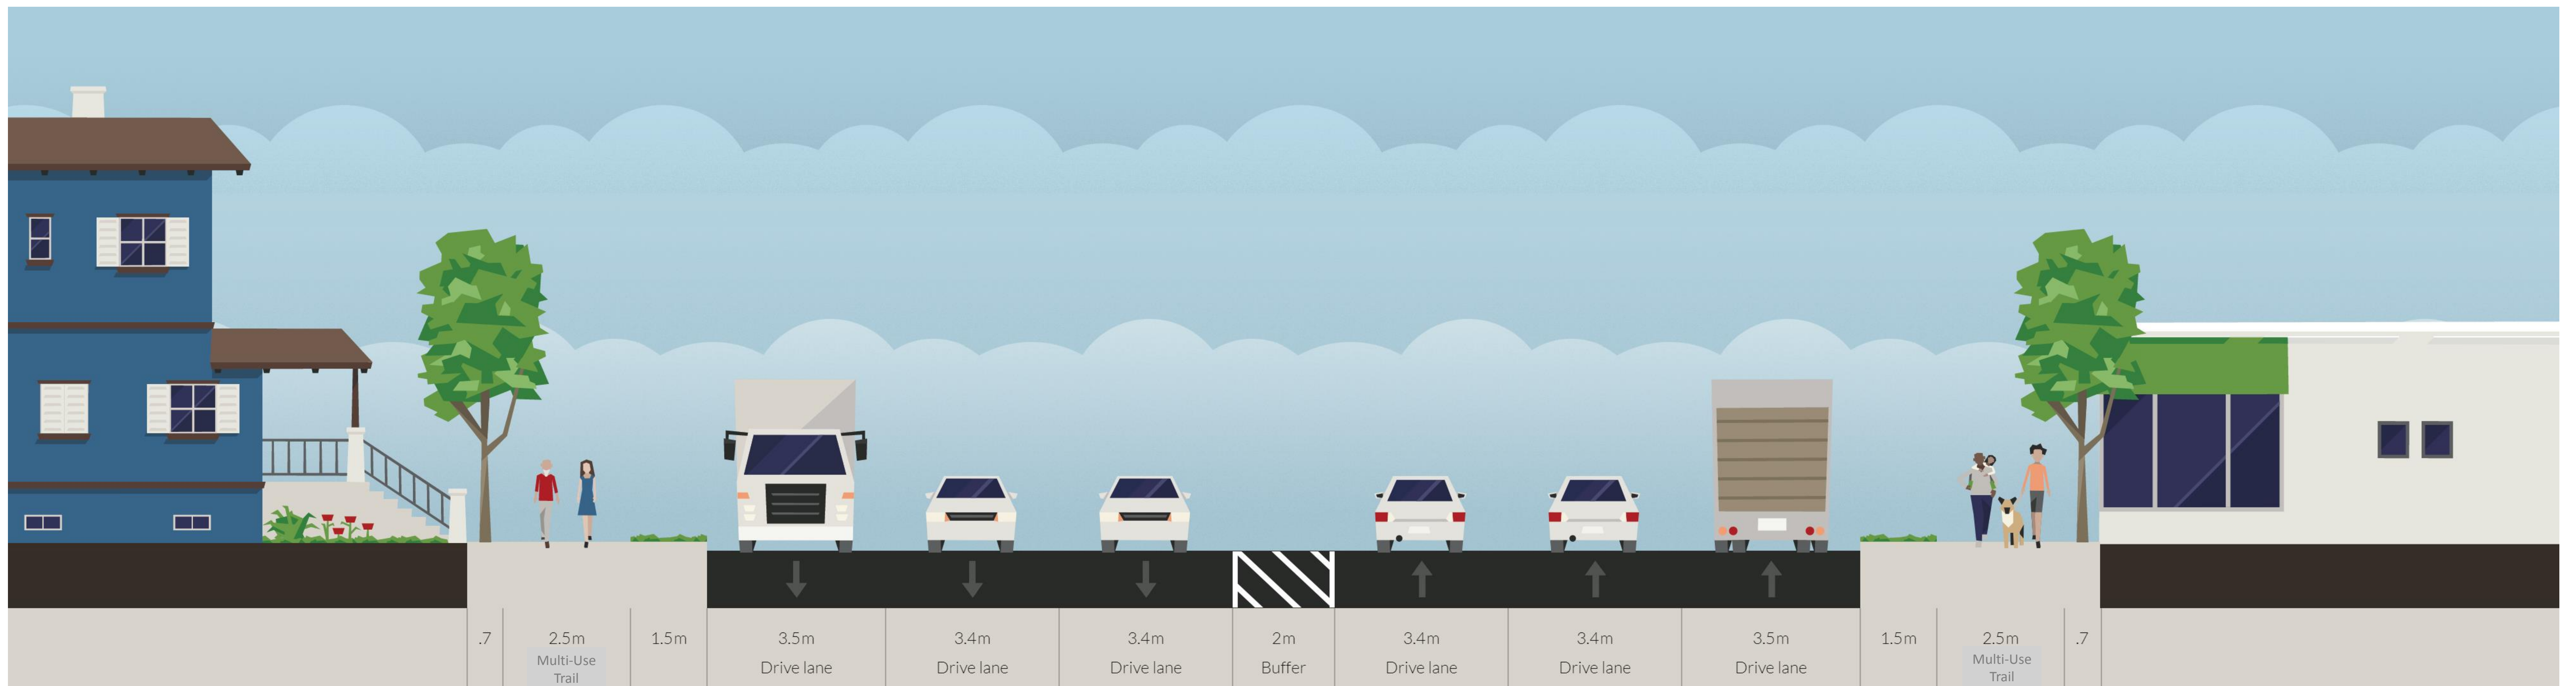 .7
2.5m
Multi-Use
Trail
1.5m
3.5m
Drive lane
3.4m
Drive lane
3.4m
Drive lane
2m
Buffer
3.4m
Drive lane
3.4m
Drive lane
3.5m
Drive lane
1.5m
2.5m
Multi-Use
Trail
.7